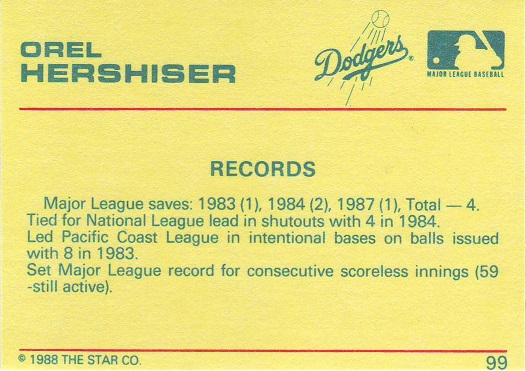 OREL
HERSHISER
Dodgers®
MAJOR LEAGUE BASEBALL
RECORDS
Major League saves: 1983 (1), 1984 (2), 1987 (1), Total — 4.
Tied for National League lead in shutouts with 4 in 1984.
Led Pacific Coast League in intentional bases on balls issued
with 8 in 1983.
Set Major League record for consecutive scoreless innings (59
-still active).
© 1988 THE STAR CO.
99